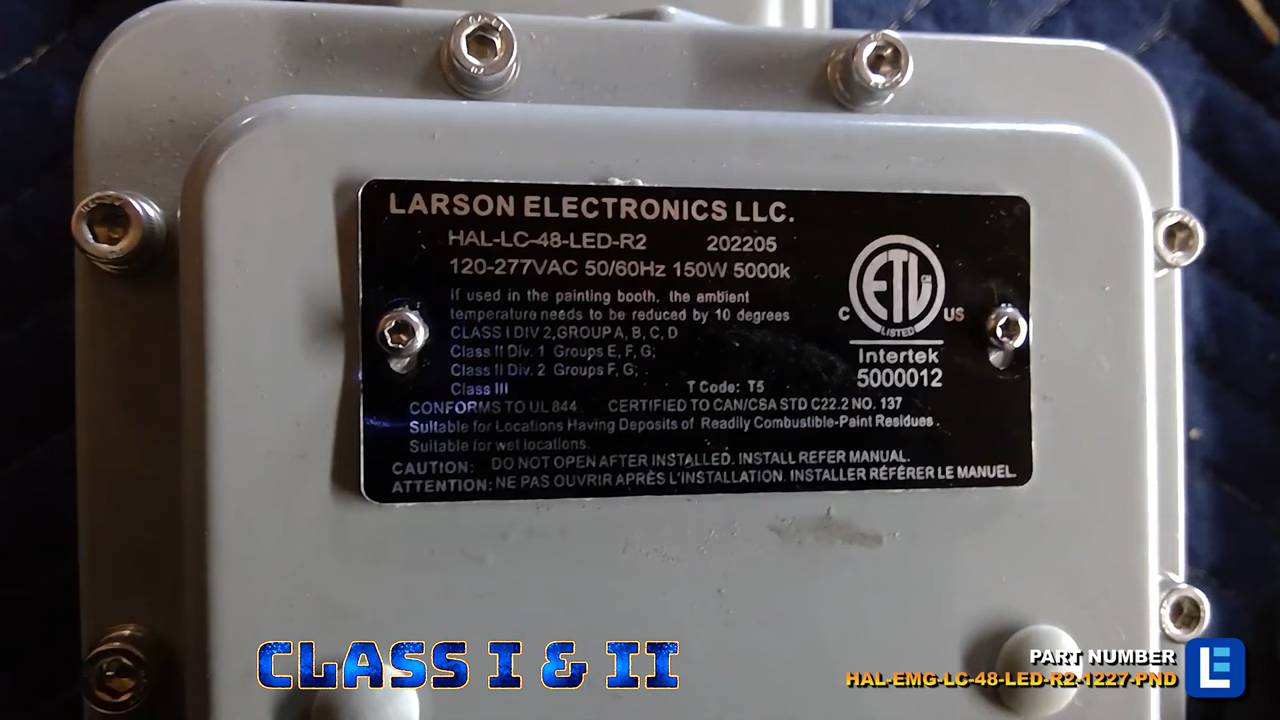 LARSON ELECTRONICS LLC.
HAL-LC-48-LED-R2 202205
120-277VAC 50/60Hz 150W 5000k
If used in the painting booth, the ambient
temperature needs to be reduced by 10 degrees
CLASS I DIV 2,GROUP A, B, C, D
Class II Div. 1 Groups E, F, G;
Class II Div. 2 Groups F, G;
Class III T Code: T5
CONFORMS TO UL 844 CERTIFIED TO CAN/CSA STD C22.2 NO. 137
Suitable for Locations Having Deposits of Readily Combustible-Paint Residues.
Suitable for wet locations.
CAUTION: DO NOT OPEN AFTER INSTALLED. INSTALL REFER MANUAL.
ATTENTION: NE PAS OUVRIR APRÈS L'INSTALLATION. INSTALLER RÉFÉRER LE MANUEL.
ETL
C US
LISTED
Intertek
5000012
CLASS I & II
PART NUMBER
HAL-EMG-LC-48-LED-R2-1227-PND
LE